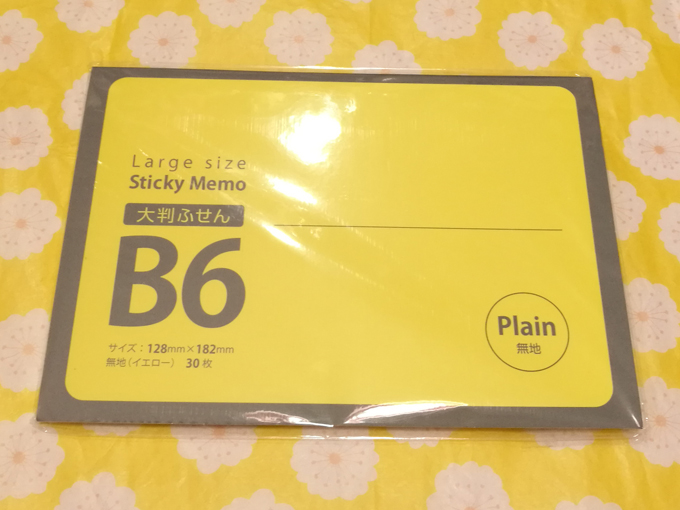 Large size
Sticky Memo
大判ふせん
B6
サイズ：128mm×182mm
無地(イエロー) 30枚
Plain
無地